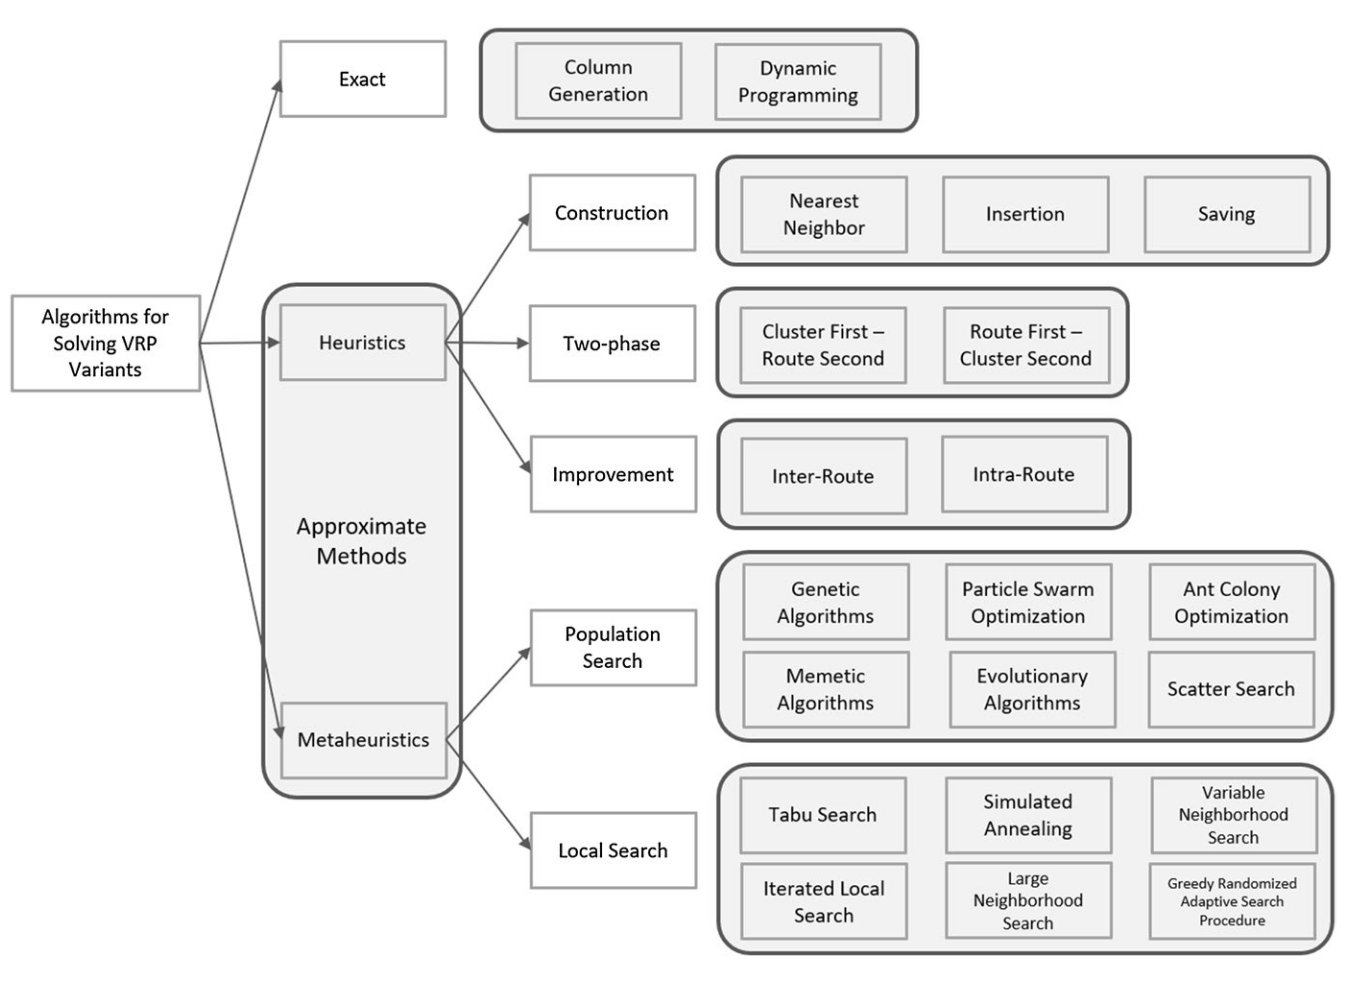 Exact
Column
Generation
Dynamic
Programming
Construction
Nearest
Neighbor
Insertion
Saving
Algorithms for
Solving VRP
Variants
Heuristics
Two-phase
Cluster First –
Route Second
Route First –
Cluster Second
Improvement
Inter-Route
Intra-Route
Approximate
Methods
Population
Search
Genetic
Algorithms
Particle Swarm
Optimization
Ant Colony
Optimization
Memetic
Algorithms
Evolutionary
Algorithms
Scatter Search
Metaheuristics
Local Search
Tabu Search
Simulated
Annealing
Variable
Neighborhood
Search
Iterated Local
Search
Large
Neighborhood
Search
Greedy Randomized
Adaptive Search
Procedure